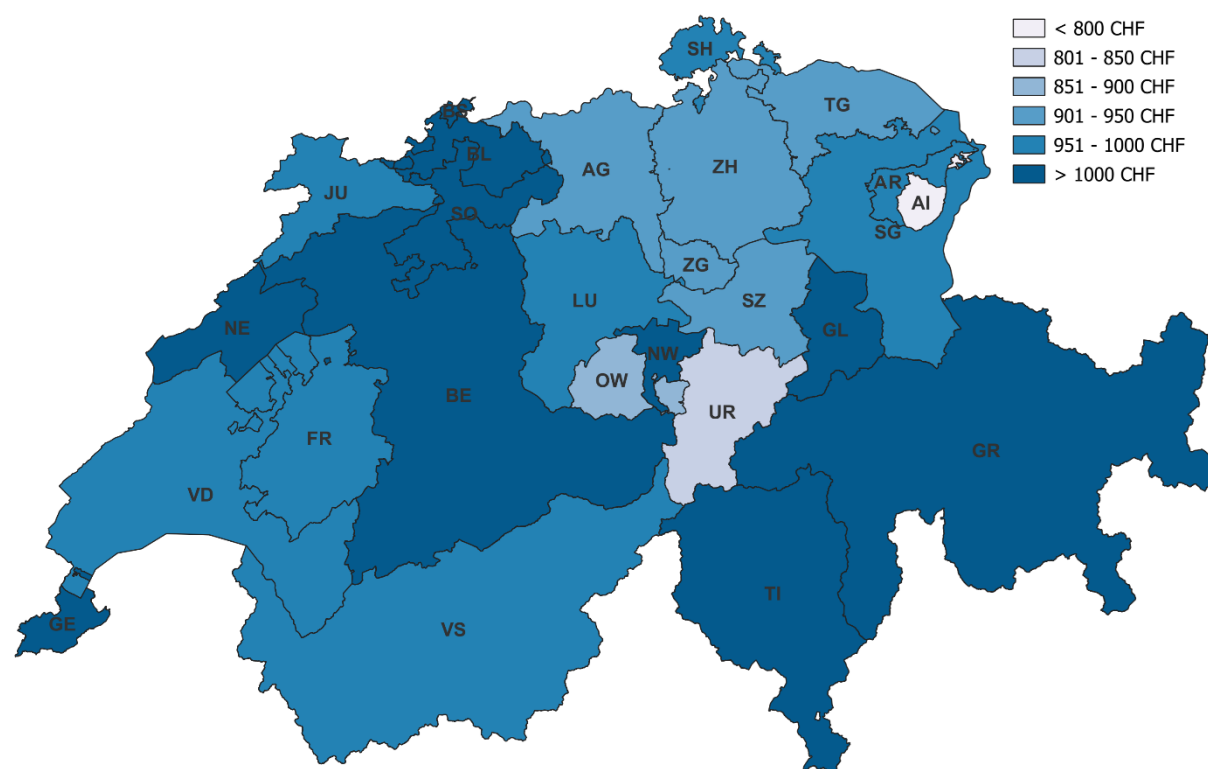 < 800 CHF
801 - 850 CHF
851 - 900 CHF
901 - 950 CHF
951 - 1000 CHF
> 1000 CHF
SH
TG
BS
BL
AG
ZH
JU
AR
AI
SO
SG
ZG
LU
SZ
NE
GL
NW
OW
BE
UR
FR
GR
VD
TI
GE
VS